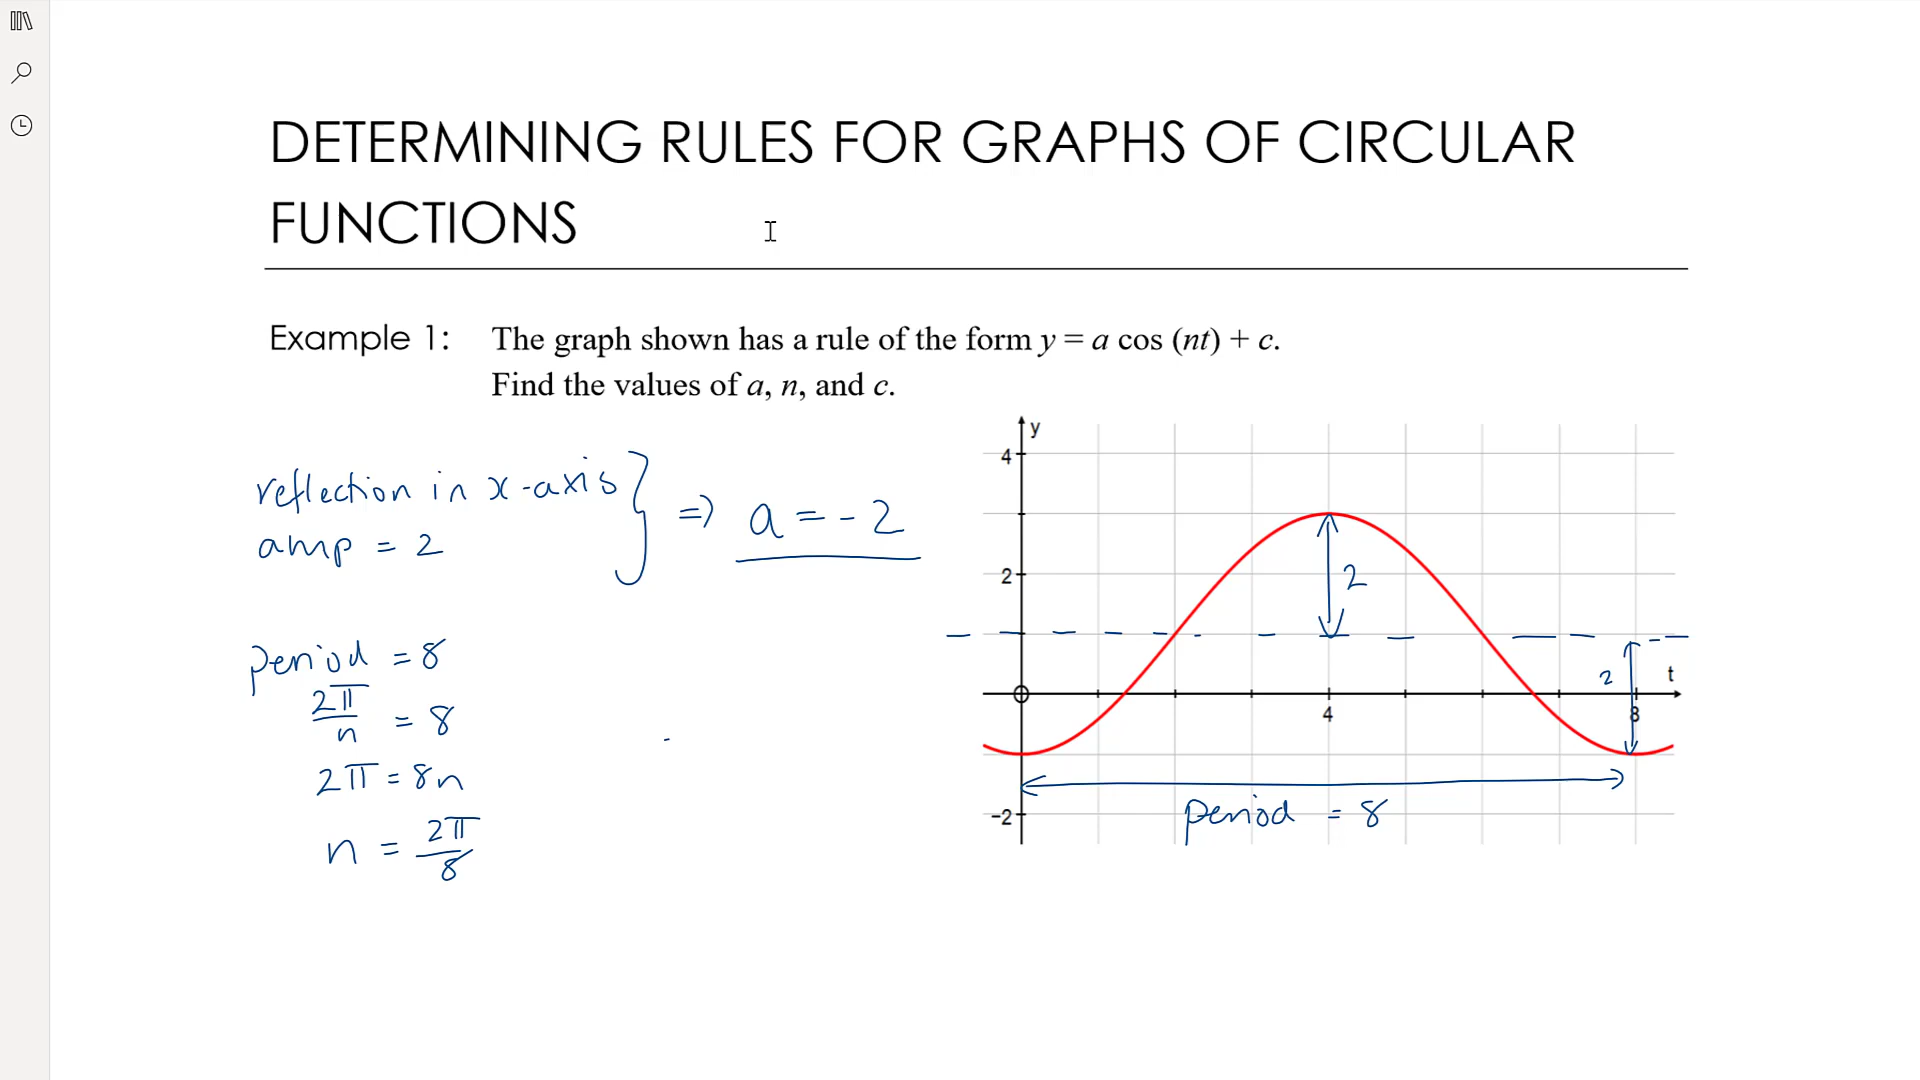 DETERMINING RULES FOR GRAPHS OF CIRCULAR
FUNCTIONS
Example 1: The graph shown has a rule of the form y = a cos (nt) + c.
Find the values of a, n, and c.
reflection in x-axis } ⇒ a = -2
amp = 2
period = 8
2π/n = 8
2π = 8n
n = 2π/8
y
4
2
2
2
t
4
8
-2
period = 8